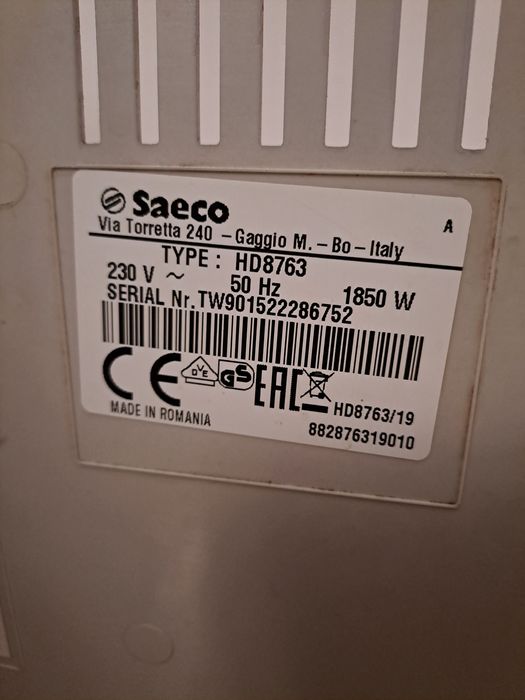 Saeco
A
Via Torretta 240 - Gaggio M. - Bo - Italy
TYPE : HD8763
230 V ~ 50 Hz 1850 W
SERIAL Nr. TW901522286752
CE VDE GS EAC HD8763/19
MADE IN ROMANIA 882876319010